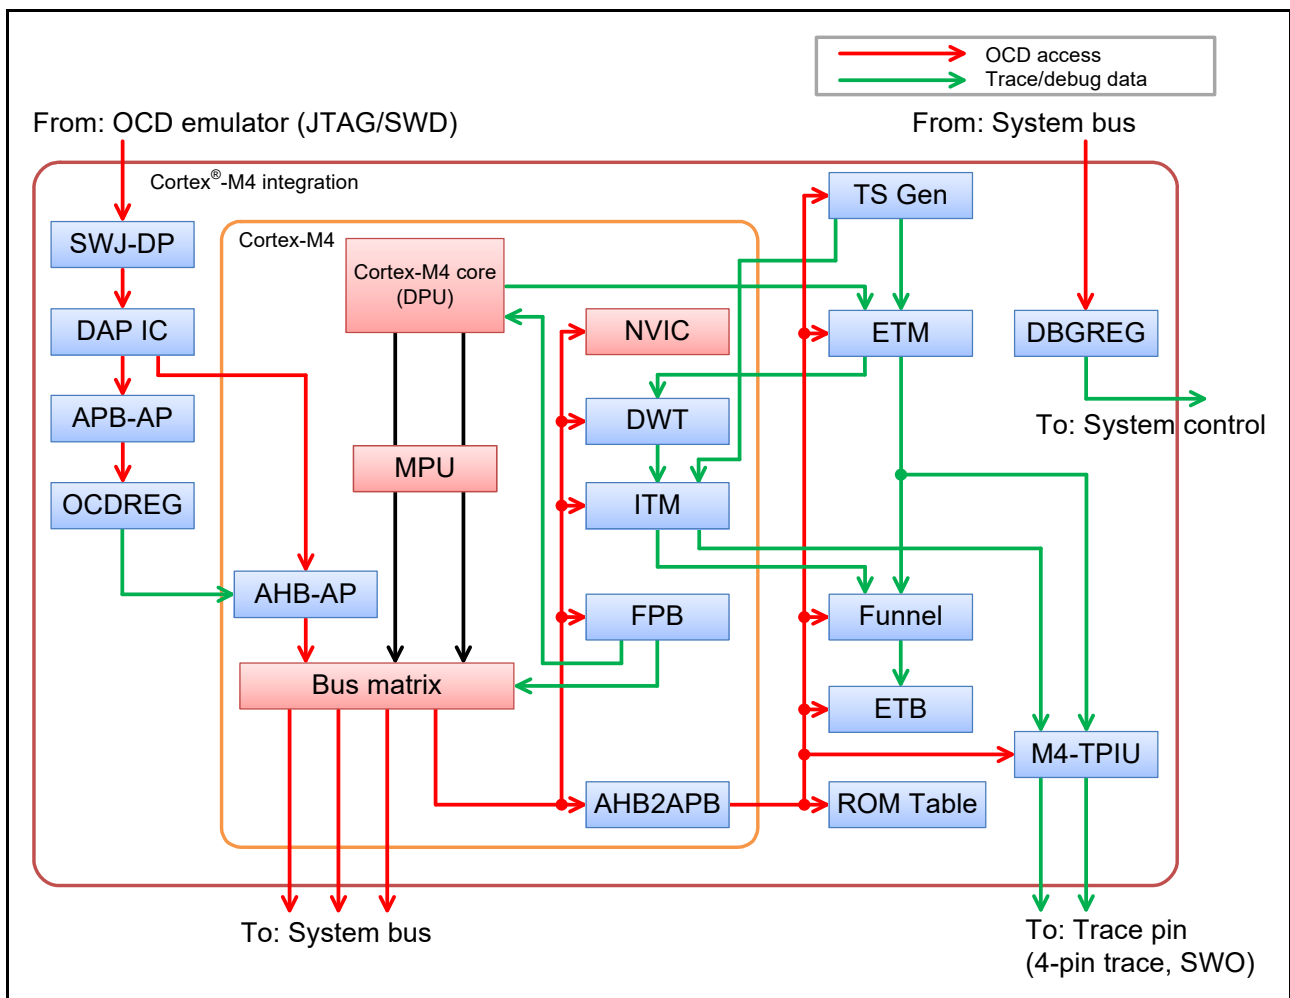 OCD access
Trace/debug data
From: OCD emulator (JTAG/SWD)
From: System bus
Cortex®-M4 integration
TS Gen
SWJ-DP
Cortex-M4
Cortex-M4 core
(DPU)
DAP IC
NVIC
ETM
DBGREG
APB-AP
DWT
To: System control
MPU
OCDREG
ITM
AHB-AP
FPB
Funnel
Bus matrix
ETB
M4-TPIU
AHB2APB
ROM Table
To: System bus
To: Trace pin
(4-pin trace, SWO)